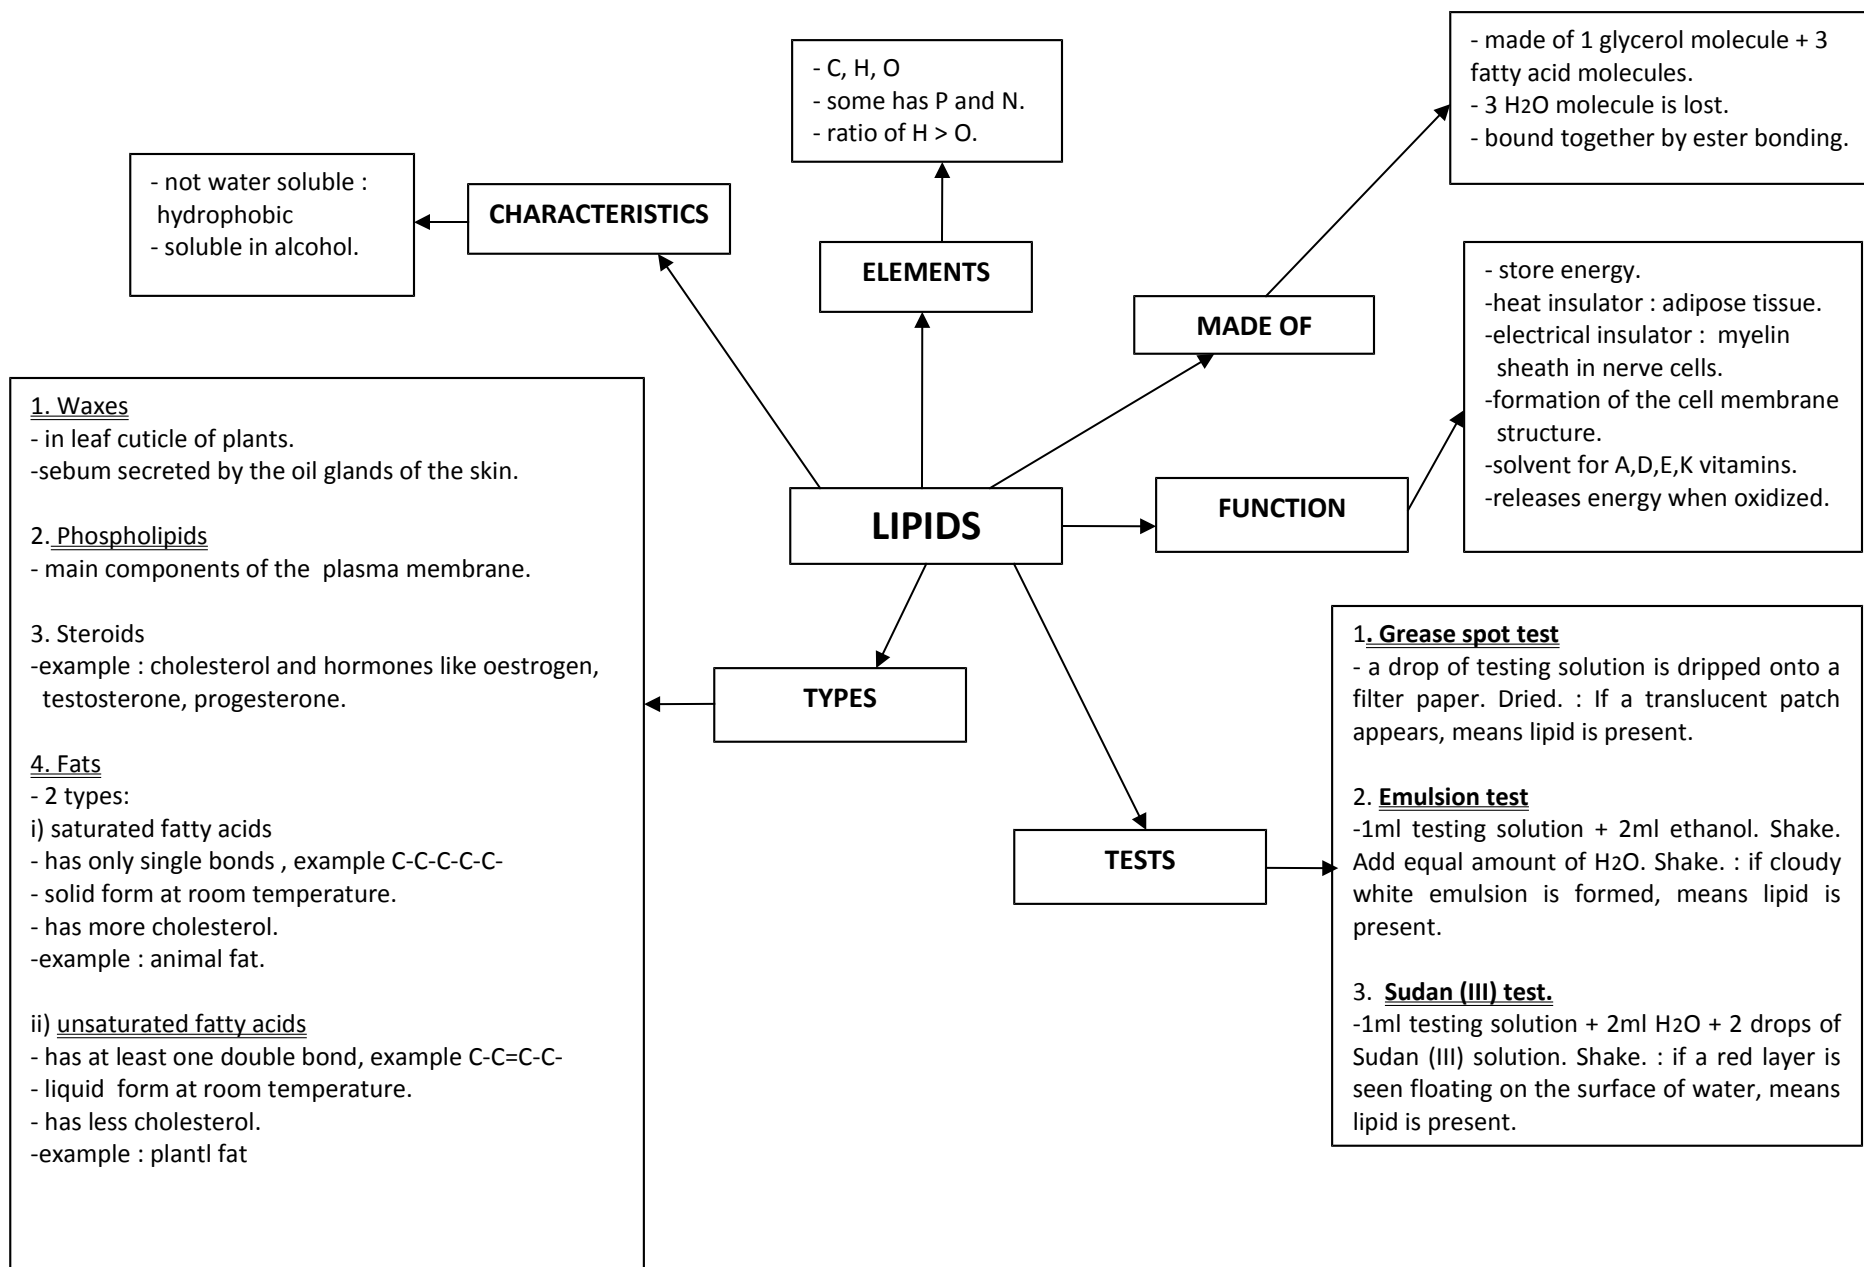 - C, H, O
- some has P and N.
- ratio of H > O.
- made of 1 glycerol molecule + 3
fatty acid molecules.
- 3 H2O molecule is lost.
- bound together by ester bonding.
- not water soluble :
hydrophobic
- soluble in alcohol.
CHARACTERISTICS
ELEMENTS
MADE OF
- store energy.
-heat insulator : adipose tissue.
-electrical insulator : myelin
sheath in nerve cells.
-formation of the cell membrane
structure.
-solvent for A,D,E,K vitamins.
-releases energy when oxidized.
1. Waxes
- in leaf cuticle of plants.
-sebum secreted by the oil glands of the skin.
2. Phospholipids
- main components of the plasma membrane.
3. Steroids
-example : cholesterol and hormones like oestrogen,
testosterone, progesterone.
4. Fats
- 2 types:
i) saturated fatty acids
- has only single bonds , example C-C-C-C-C-
- solid form at room temperature.
- has more cholesterol.
-example : animal fat.
ii) unsaturated fatty acids
- has at least one double bond, example C-C=C-C-
- liquid form at room temperature.
- has less cholesterol.
-example : plantl fat
LIPIDS
FUNCTION
TYPES
TESTS
1. Grease spot test
- a drop of testing solution is dripped onto a
filter paper. Dried. : If a translucent patch
appears, means lipid is present.
2. Emulsion test
-1ml testing solution + 2ml ethanol. Shake.
Add equal amount of H2O. Shake. : if cloudy
white emulsion is formed, means lipid is
present.
3. Sudan (III) test.
-1ml testing solution + 2ml H2O + 2 drops of
Sudan (III) solution. Shake. : if a red layer is
seen floating on the surface of water, means
lipid is present.